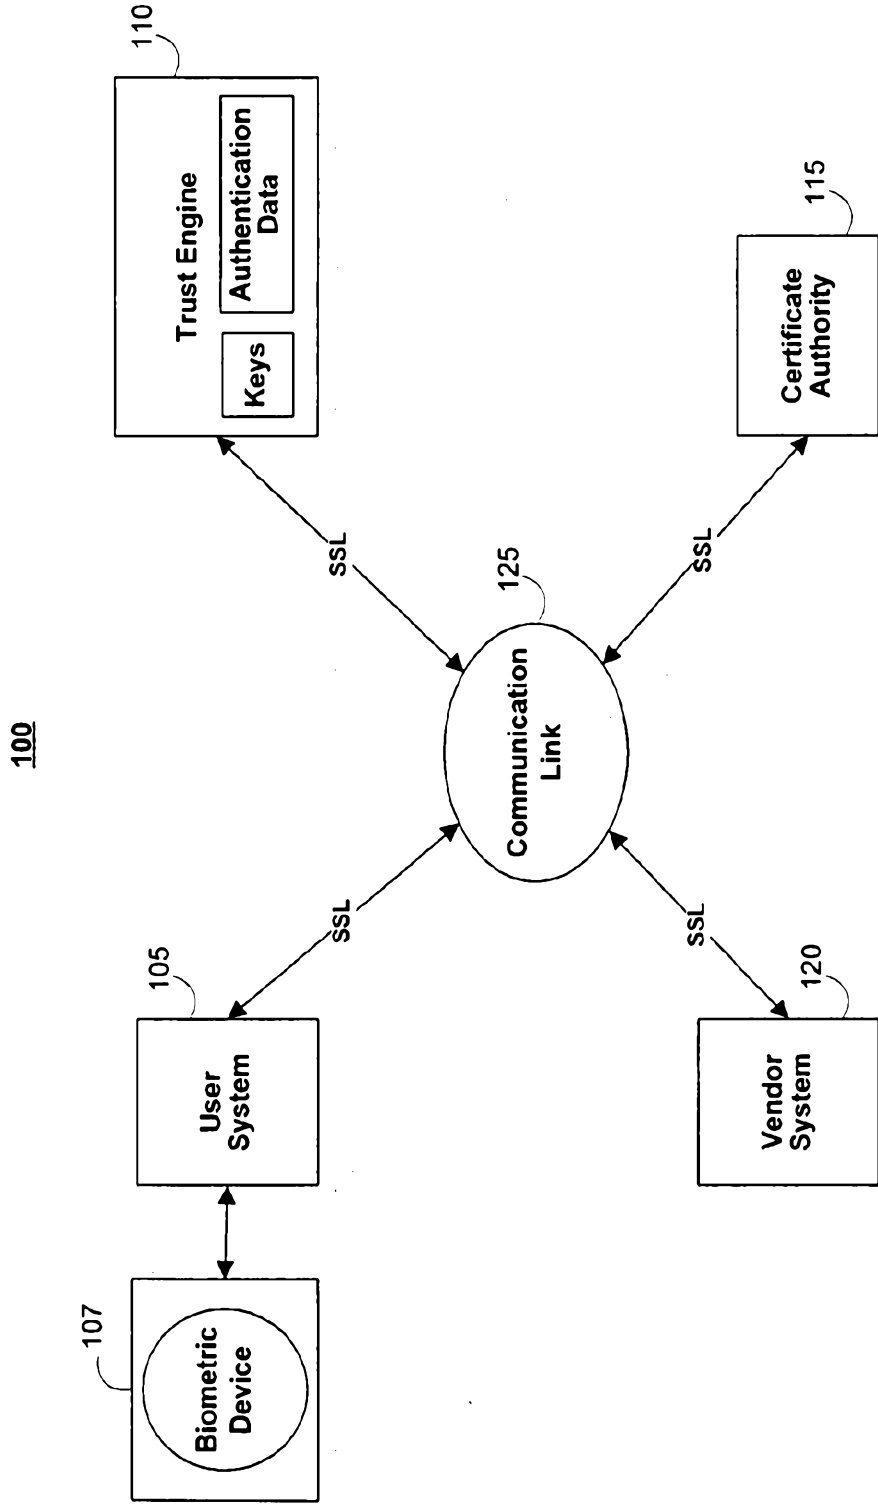 100
107
Biometric
Device
105
User
System
SSL
110
Trust Engine
Keys
Authentication
Data
SSL
125
Communication
Link
120
Vendor
System
SSL
115
Certificate
Authority
SSL